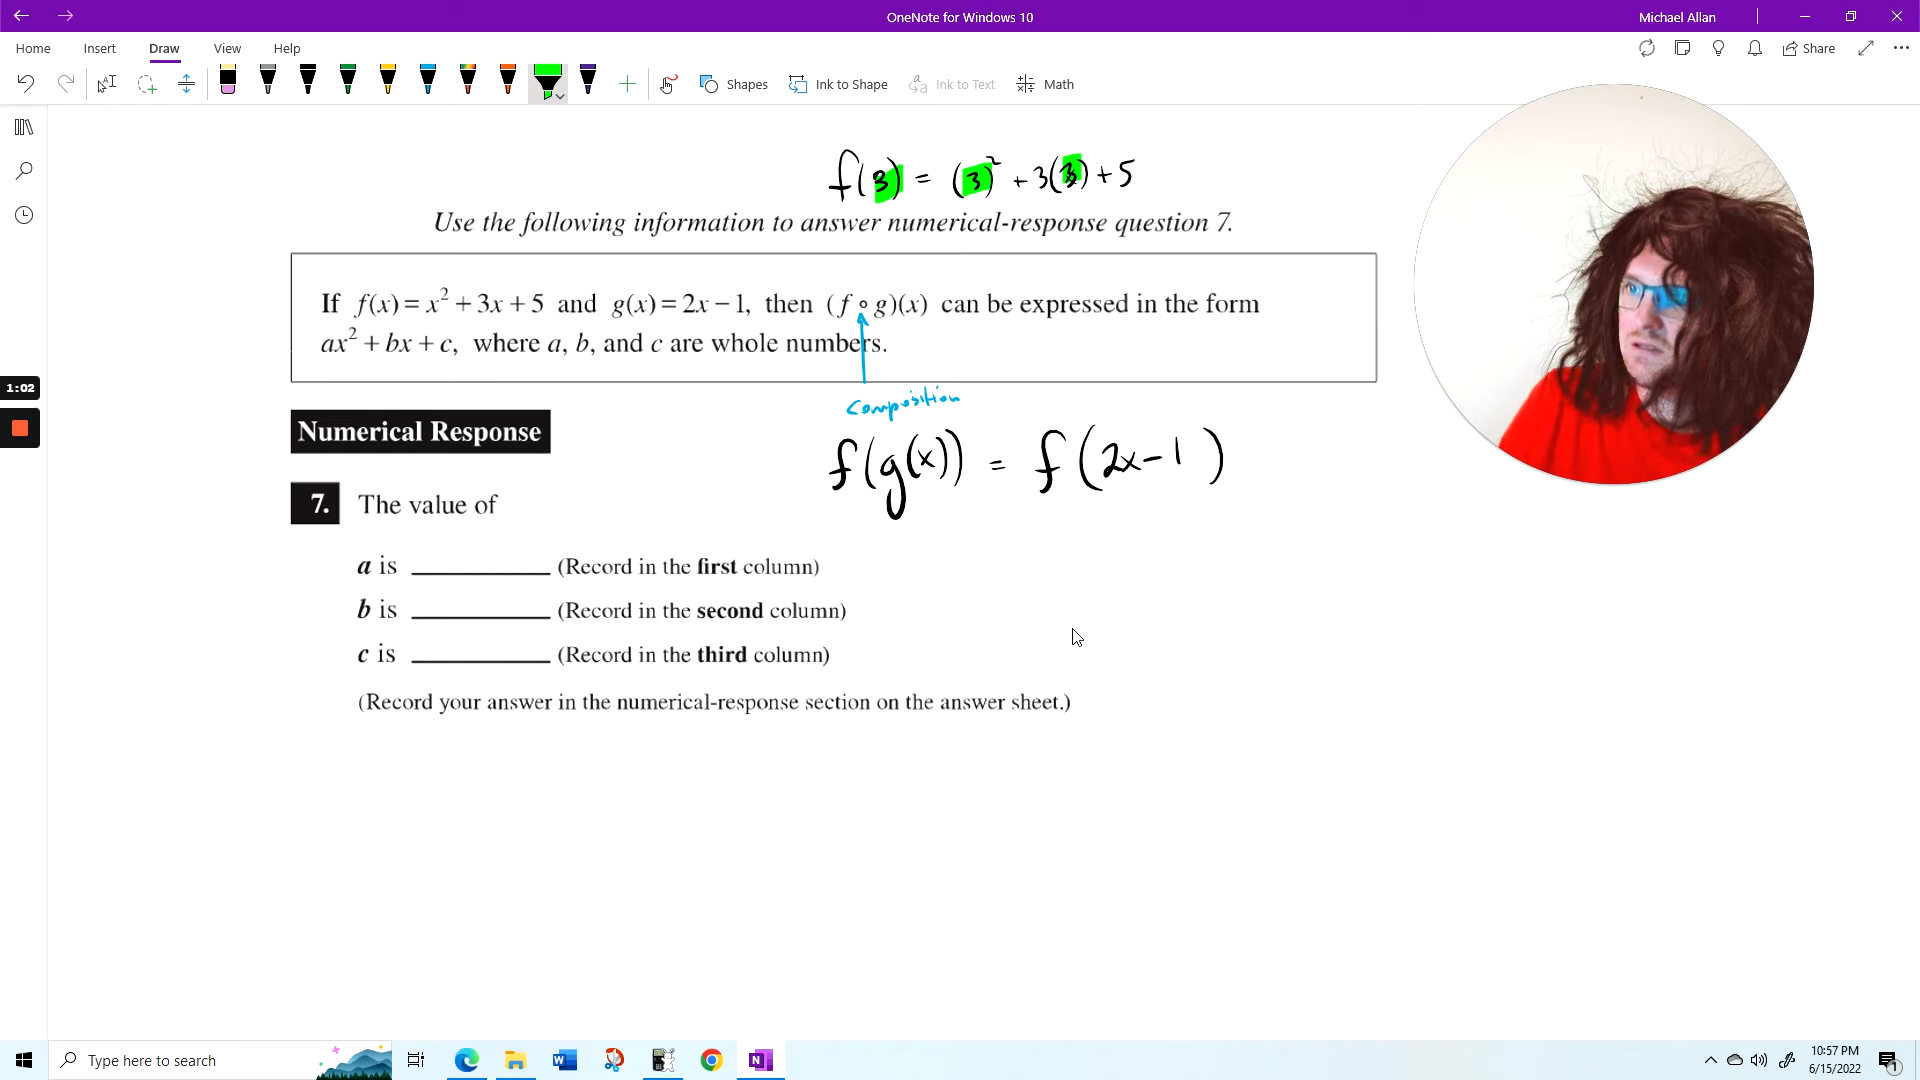 OneNote for Windows 10
Michael Allan
Home Insert Draw View Help
Share
Shapes Ink to Shape Ink to Text Math
f(3) = (3)² + 3(3) + 5
Use the following information to answer numerical-response question 7.
If f(x) = x² + 3x + 5 and g(x) = 2x − 1, then (f ∘ g)(x) can be expressed in the form
ax² + bx + c, where a, b, and c are whole numbers.
1:02
Composition
Numerical Response
f(g(x)) = f(2x-1)
7. The value of
a is __________ (Record in the first column)
b is __________ (Record in the second column)
c is __________ (Record in the third column)
(Record your answer in the numerical-response section on the answer sheet.)
Type here to search
10:57 PM
6/15/2022
1